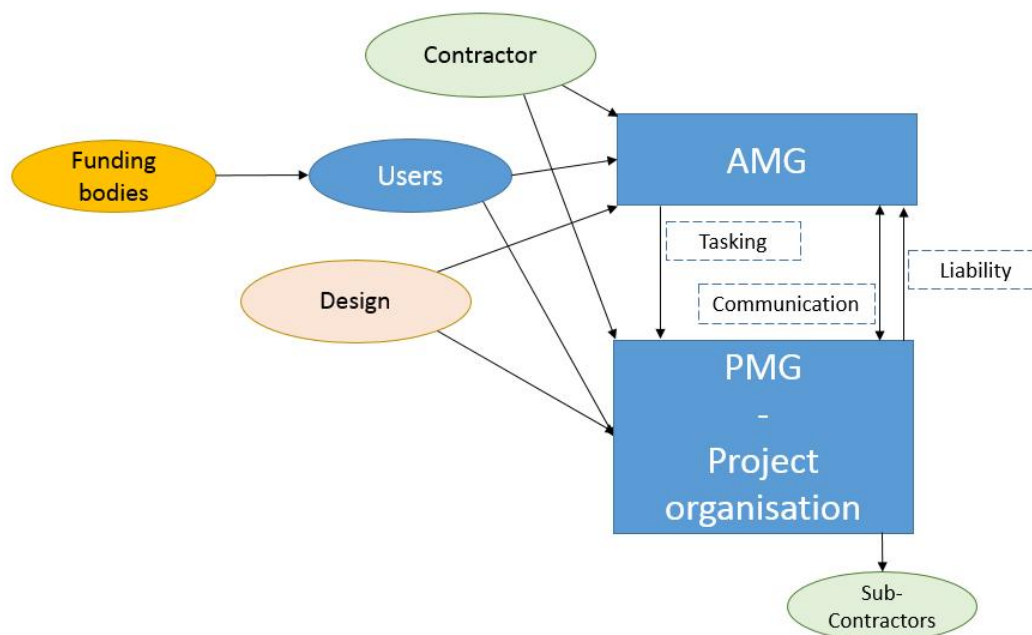 Contractor
Funding
bodies
Users
AMG
Tasking
Liability
Design
Communication
PMG
-
Project
organisation
Sub-
Contractors